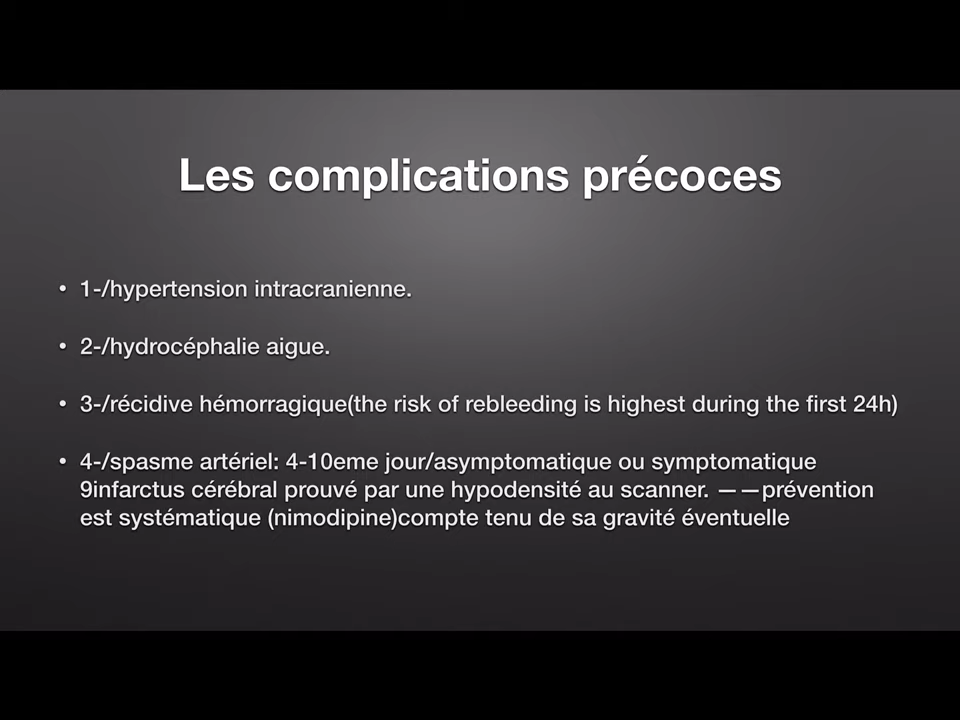 Les complications précoces
• 1-/hypertension intracranienne.
• 2-/hydrocéphalie aigue.
• 3-/récidive hémorragique(the risk of rebleeding is highest during the first 24h)
• 4-/spasme artériel: 4-10eme jour/asymptomatique ou symptomatique
9infarctus cérébral prouvé par une hypodensité au scanner. ——prévention
est systématique (nimodipine)compte tenu de sa gravité éventuelle